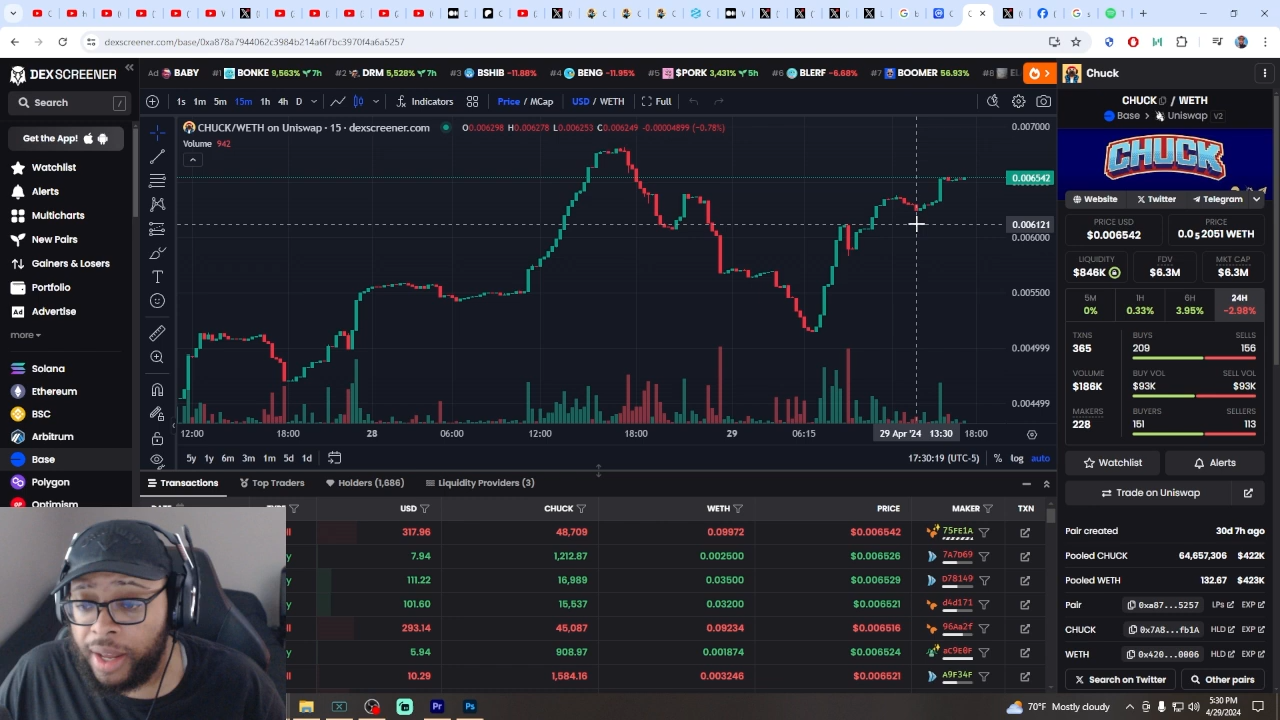 dexscreener.com/base/0xa878a7944062c3984b214a6f7bc3970f4a6a5257
DEX SCREENER
Ad BABY #1 BONKE 9,563% 7h #2 DRM 5,528% 7h #3 BSHIB -11.88% #4 BENG -11.95% #5 $PORK 3,431% 5h #6 BLERF -6.68% #7 BOOMER 56.93% #8
Chuck
Search /
1s 1m 5m 15m 1h 4h D Indicators Price / MCap USD / WETH Full
CHUCK / WETH
Base > Uniswap V2
Get the App!
CHUCK/WETH on Uniswap · 15 · dexscreener.com O0.006298 H0.006278 L0.006253 C0.006249 -0.00004899 (-0.78%)
Volume 942
CHUCK
Watchlist
Alerts
Multicharts
New Pairs
Gainers & Losers
Portfolio
Advertise
more
Solana
Ethereum
BSC
Arbitrum
Base
Polygon
Optimism
0.007000
0.006542
0.006121
0.006000
0.005500
0.004999
0.004499
12:00 18:00 28 06:00 12:00 18:00 29 06:15 29 Apr '24 13:30 18:00
5y 1y 6m 3m 1m 5d 1d 17:30:19 (UTC-5) % log auto
Website Twitter Telegram
PRICE USD PRICE
$0.006542 0.0₅2051 WETH
LIQUIDITY FDV MKT CAP
$846K $6.3M $6.3M
5M 1H 6H 24H
0% 0.33% 3.95% -2.98%
TXNS BUYS SELLS
365 209 156
VOLUME BUY VOL SELL VOL
$186K $93K $93K
MAKERS BUYERS SELLERS
228 151 113
Watchlist Alerts
Trade on Uniswap
Pair created 30d 7h ago
Pooled CHUCK 64,657,306 $422K
Pooled WETH 132.67 $423K
Pair 0xa87...5257 LPs EXP
CHUCK 0x7A8...fb1A HLD EXP
WETH 0x420...0006 HLD EXP
Search on Twitter Other pairs
Transactions Top Traders Holders (1,686) Liquidity Providers (3)
USD CHUCK WETH PRICE MAKER TXN
ll 317.96 48,709 0.09972 $0.006542 75FE1A
y 7.94 1,212.87 0.002500 $0.006526 7A7D69
y 111.22 16,989 0.03500 $0.006529 D78149
y 101.60 15,537 0.03200 $0.006521 d4d171
ll 293.14 45,087 0.09234 $0.006516 96Aa2f
y 5.94 908.97 0.001874 $0.006524 aC9E0F
ll 10.29 1,584.16 0.003246 $0.006521 A9F34F
70°F Mostly cloudy
5:30 PM
4/29/2024